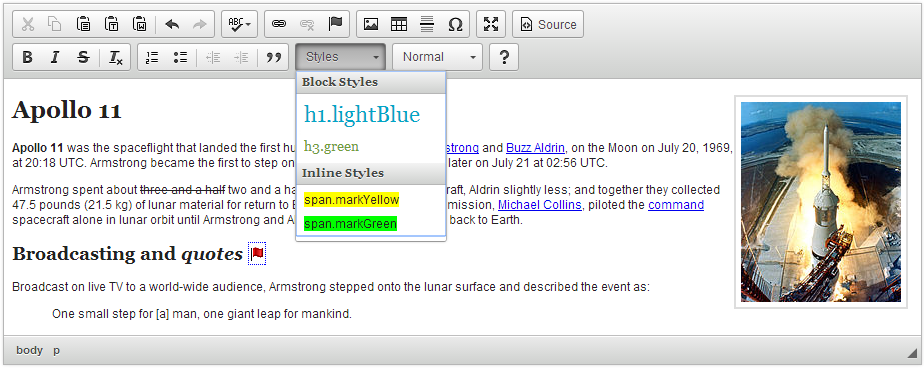 ABC
Ω
Source
B I S Ix
Styles
Normal
?
Block Styles
h1.lightBlue
h3.green
Inline Styles
span.markYellow
span.markGreen
Apollo 11
Apollo 11 was the spaceflight that landed the first hu strong and Buzz Aldrin, on the Moon on July 20, 1969,
at 20:18 UTC. Armstrong became the first to step on later on July 21 at 02:56 UTC.
Armstrong spent about three and a half two and a ha raft, Aldrin slightly less; and together they collected
47.5 pounds (21.5 kg) of lunar material for return to E mission, Michael Collins, piloted the command
spacecraft alone in lunar orbit until Armstrong and A back to Earth.
Broadcasting and quotes
Broadcast on live TV to a world-wide audience, Armstrong stepped onto the lunar surface and described the event as:
One small step for [a] man, one giant leap for mankind.
body p